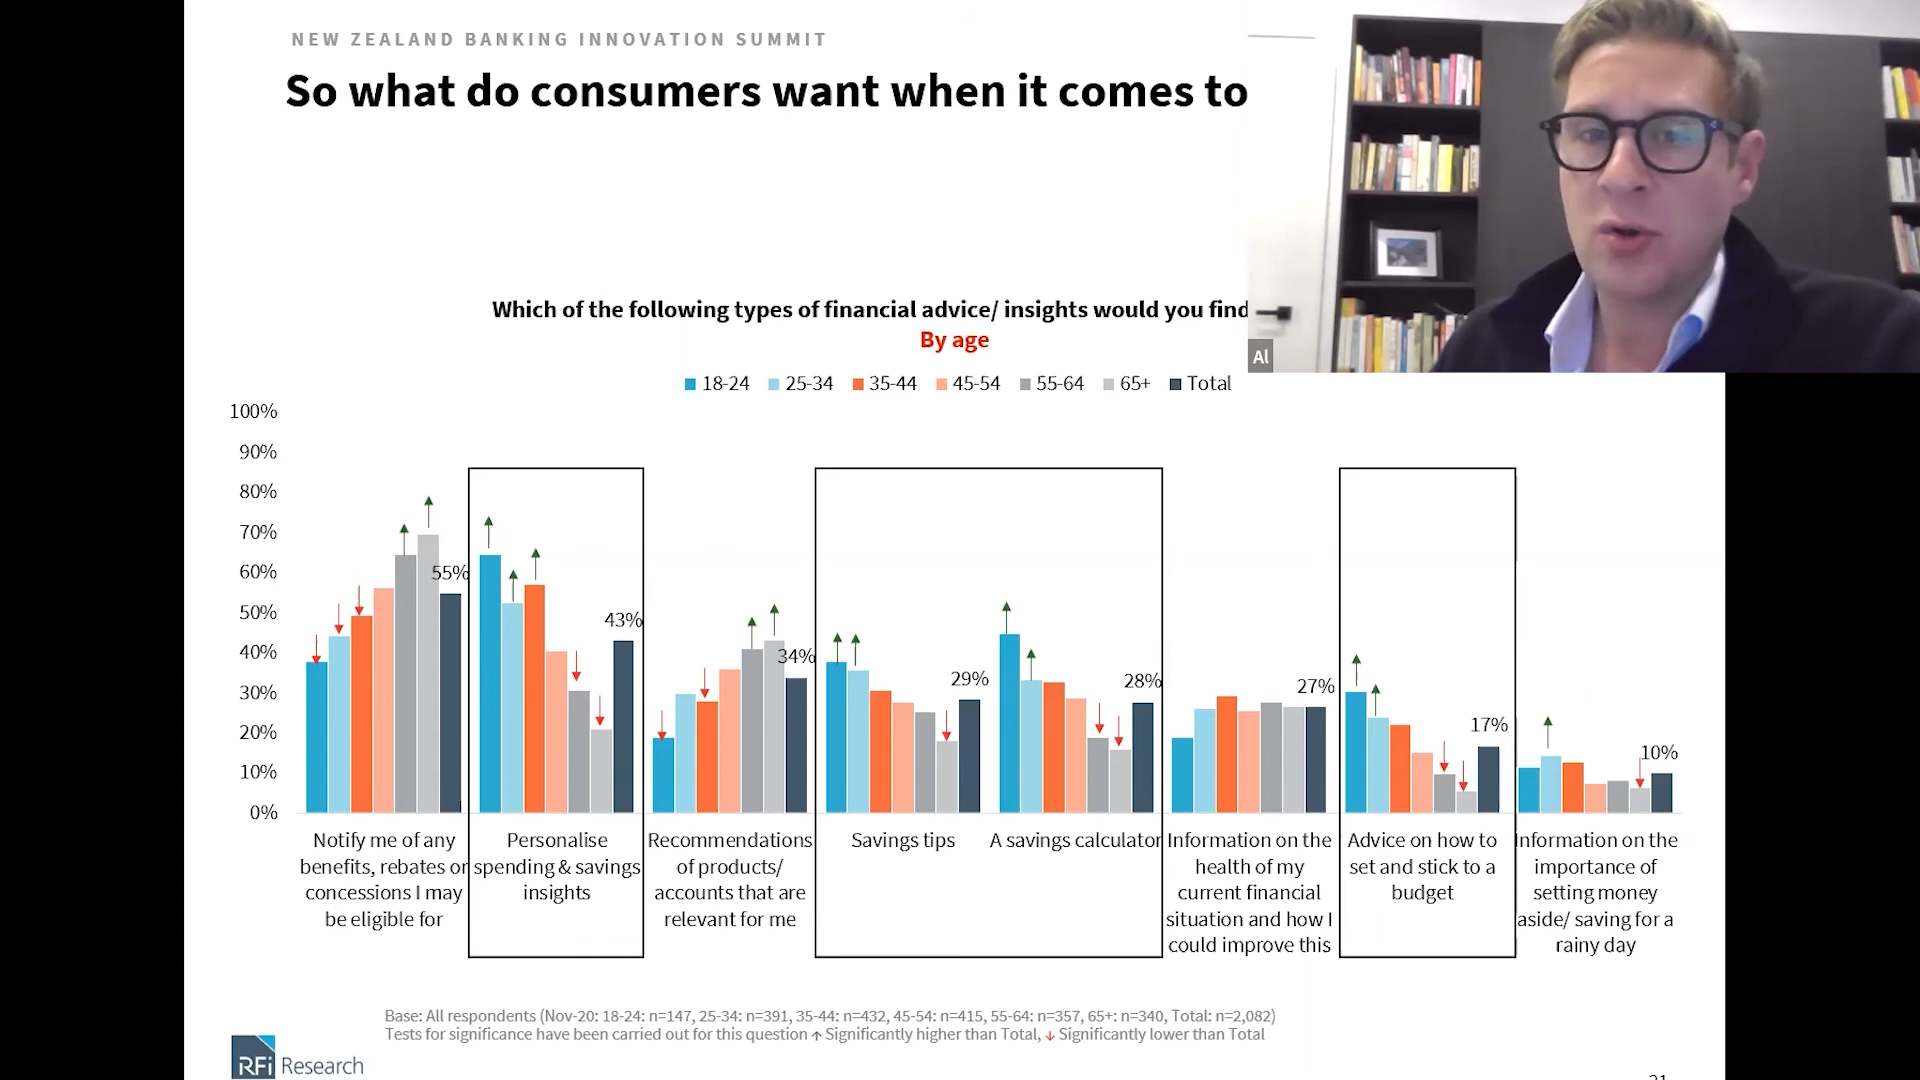 NEW ZEALAND BANKING INNOVATION SUMMIT
So what do consumers want when it comes to
Which of the following types of financial advice/ insights would you find
By age
Al
18-24 25-34 35-44 45-54 55-64 65+ Total
100%
90%
80%
70%
60%
50%
40%
30%
20%
10%
0%
55%
43%
34%
29%
28%
27%
17%
10%
Notify me of any
benefits, rebates or
concessions I may
be eligible for
Personalise
spending & savings
insights
Recommendations
of products/
accounts that are
relevant for me
Savings tips
A savings calculator
Information on the
health of my
current financial
situation and how I
could improve this
Advice on how to
set and stick to a
budget
Information on the
importance of
setting money
aside/ saving for a
rainy day
Base: All respondents (Nov-20: 18-24: n=147, 25-34: n=391, 35-44: n=432, 45-54: n=415, 55-64: n=357, 65+: n=340, Total: n=2,082)
Tests for significance have been carried out for this question ↑ Significantly higher than Total, ↓ Significantly lower than Total
RFi Research